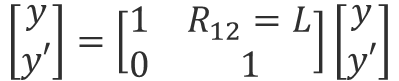 [y y′] = [1 R₁₂ = L 0 1] [y y′]